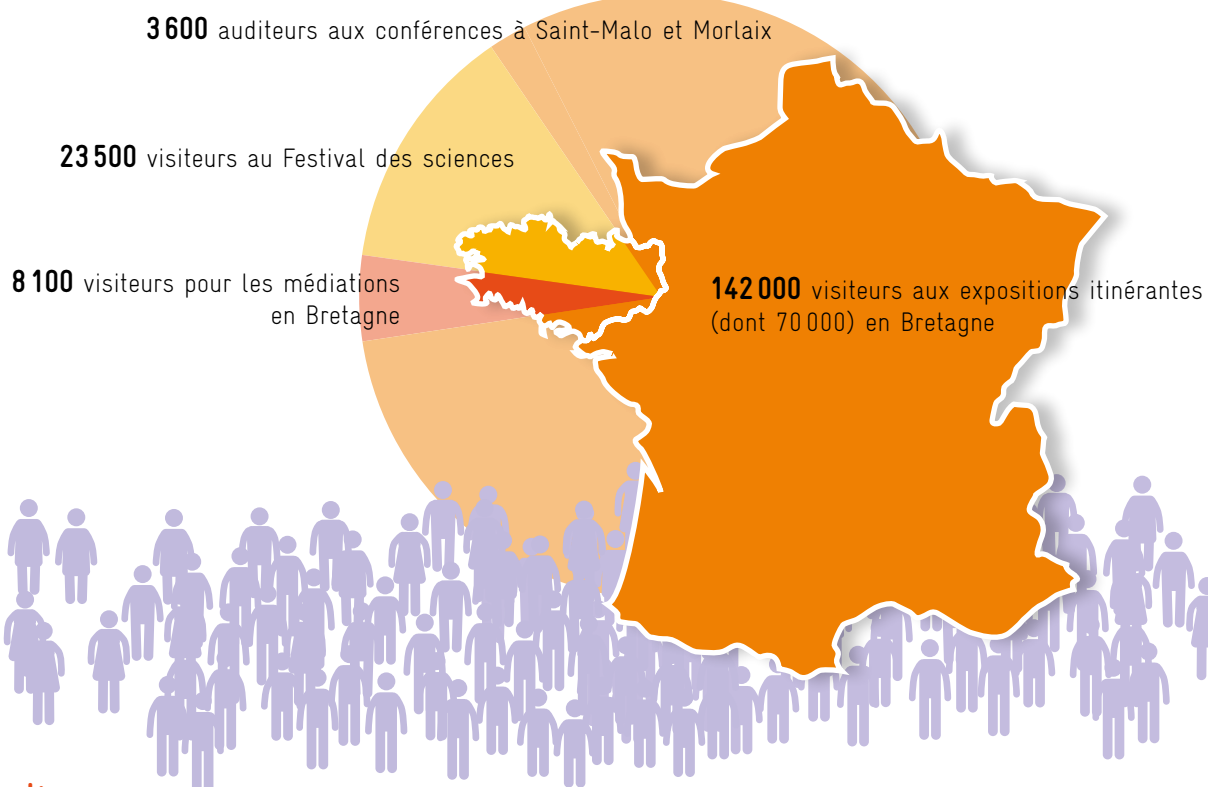 3 600 auditeurs aux conférences à Saint-Malo et Morlaix
23 500 visiteurs au Festival des sciences
8 100 visiteurs pour les médiations
en Bretagne
142 000 visiteurs aux expositions itinérantes
(dont 70 000) en Bretagne